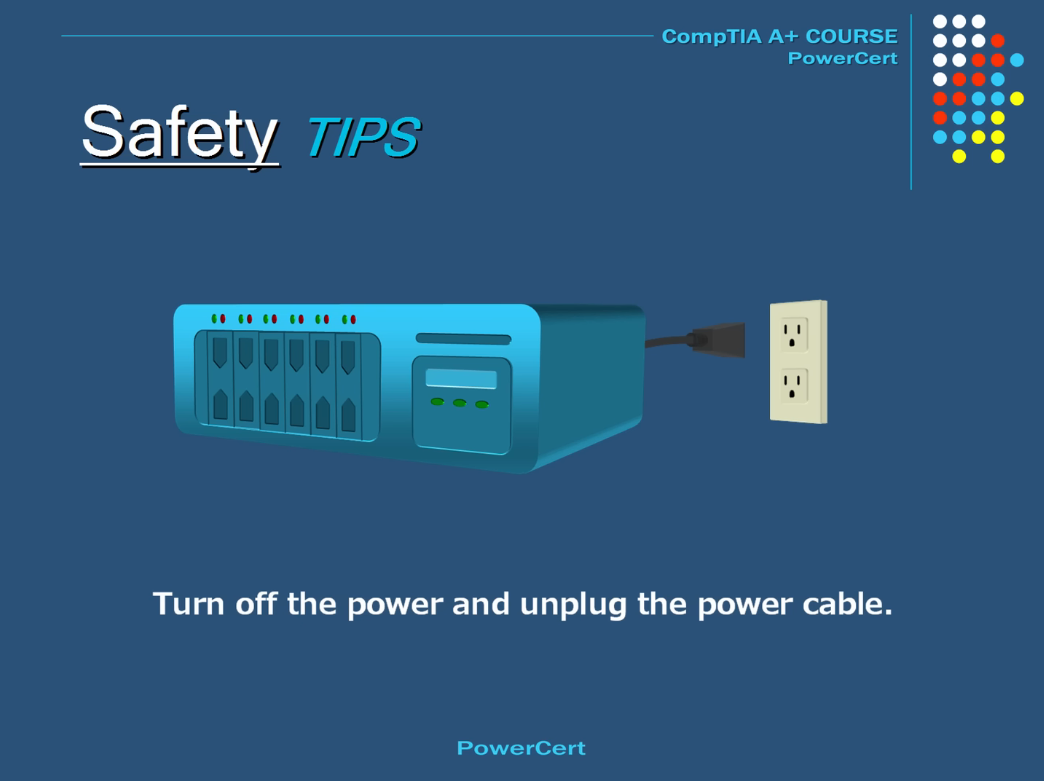 CompTIA A+ COURSE
PowerCert
Safety TIPS
Turn off the power and unplug the power cable.
PowerCert